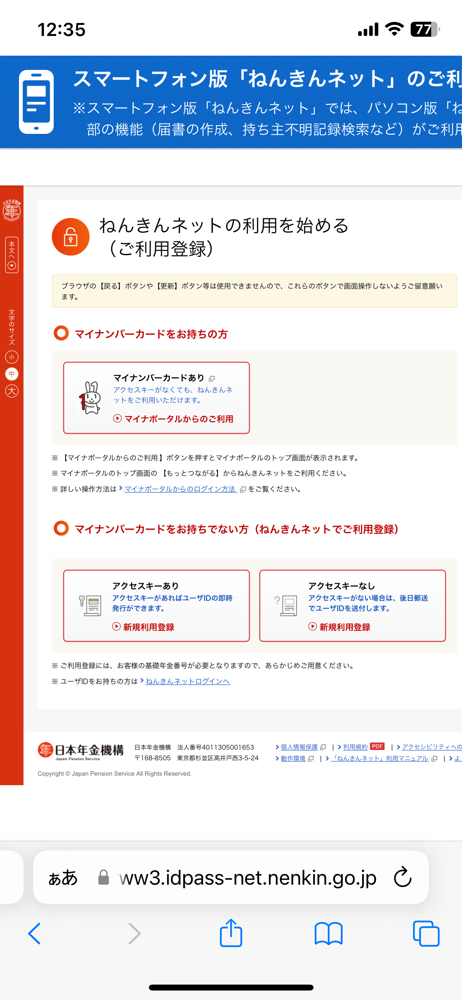 12:35
77
スマートフォン版「ねんきんネット」のご利
※スマートフォン版「ねんきんネット」では、パソコン版「ね
部の機能（届書の作成、持ち主不明記録検索など）がご利用
本文へ
文字のサイズ
小
中
大
ねんきんネットの利用を始める
（ご利用登録）
ブラウザの【戻る】ボタンや【更新】ボタン等は使用できませんので、これらのボタンで画面操作しないようご留意願い
ます。
マイナンバーカードをお持ちの方
マイナンバーカードあり
アクセスキーがなくても、ねんきんネ
ットをご利用いただけます。
マイナポータルからのご利用
※ 【マイナポータルからのご利用 】ボタンを押すとマイナポータルのトップ画面が表示されます。
※ マイナポータルのトップ画面の 【もっとつながる】からねんきんネットをご利用ください。
※ 詳しい操作方法は マイナポータルからのログイン方法 をご覧ください。
マイナンバーカードをお持ちでない方（ねんきんネットでご利用登録）
アクセスキーあり
アクセスキーがあればユーザIDの即時
発行ができます。
新規利用登録
アクセスキーなし
アクセスキーがない場合は、後日郵送
でユーザIDを送付します。
新規利用登録
※ ご利用登録には、お客様の基礎年金番号が必要となりますので、あらかじめご用意ください。
※ ユーザIDをお持ちの方は ねんきんネットログインへ
日本年金機構
Japan Pension Service
日本年金機構 法人番号4011305001653
〒168-8505 東京都杉並区高井戸西3-5-24
個人情報保護 | 利用規約 PDF | アクセシビリティへの
動作環境 | 「ねんきんネット」利用マニュアル | よ
Copyright © Japan Pension Service All Rights Reserved.
ぁあ ww3.idpass-net.nenkin.go.jp